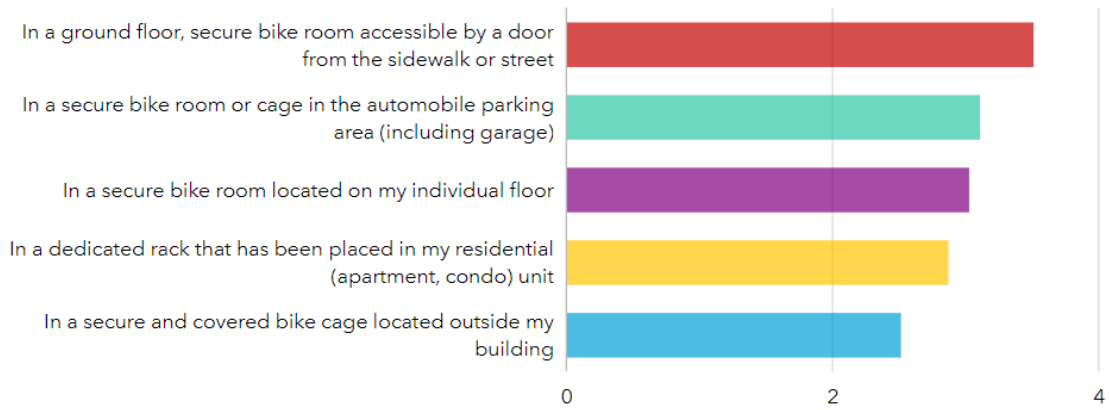 In a ground floor, secure bike room accessible by a door
from the sidewalk or street
In a secure bike room or cage in the automobile parking
area (including garage)
In a secure bike room located on my individual floor
In a dedicated rack that has been placed in my residential
(apartment, condo) unit
In a secure and covered bike cage located outside my
building
0 2 4